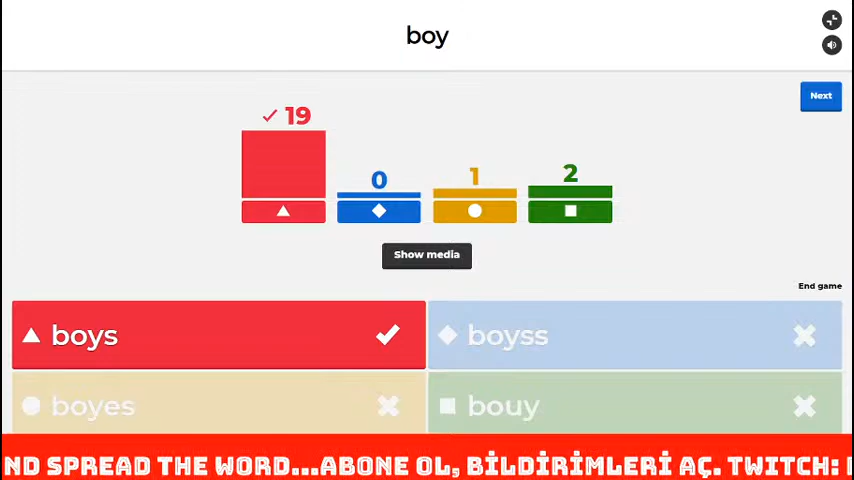 boy
Next
19
0
1
2
Show media
End game
boys
boyss
boyes
bouy
ND SPREAD THE WORD...ABONE OL, BİLDİRİMLERİ AÇ. TWITCH: